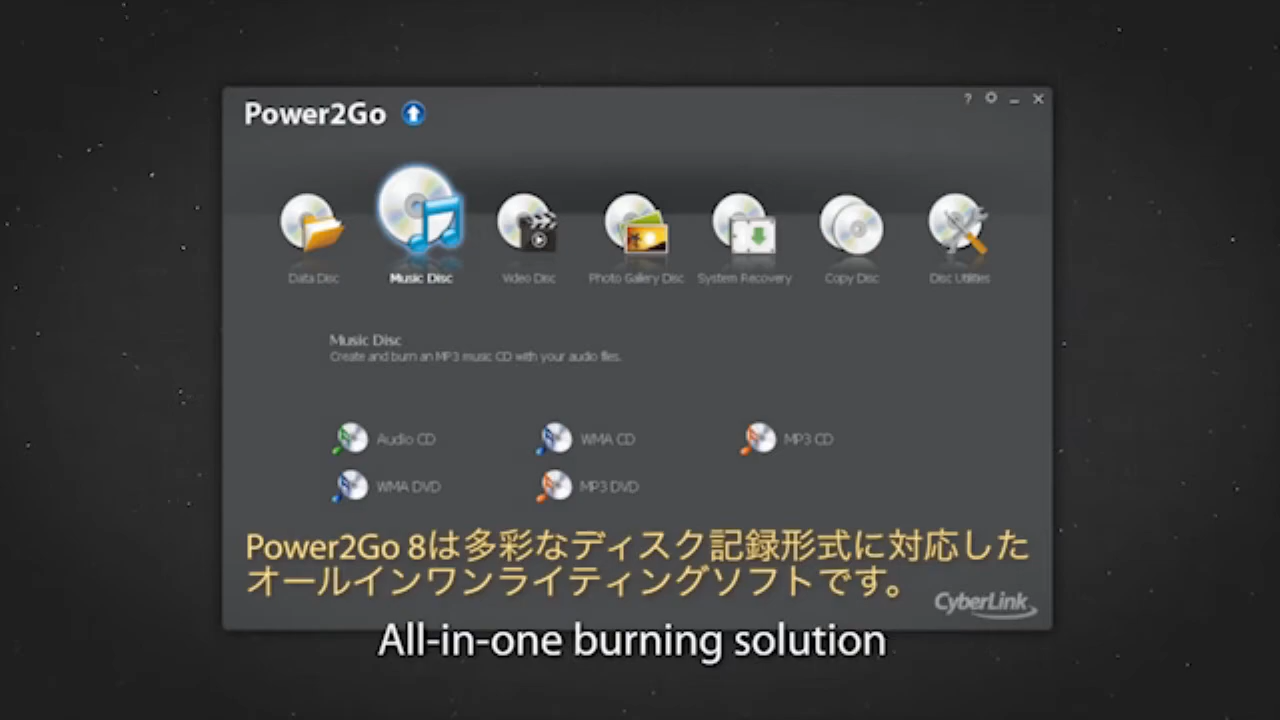 Power2Go
?
Data Disc
Music Disc
Video Disc
Photo Gallery Disc
System Recovery
Copy Disc
Disc Utilities
Music Disc
Create and burn an MP3 music CD with your audio files.
Audio CD
WMA CD
MP3 CD
WMA DVD
MP3 DVD
Power2Go 8は多彩なディスク記録形式に対応した
オールインワンライティングソフトです。
CyberLink
All-in-one burning solution